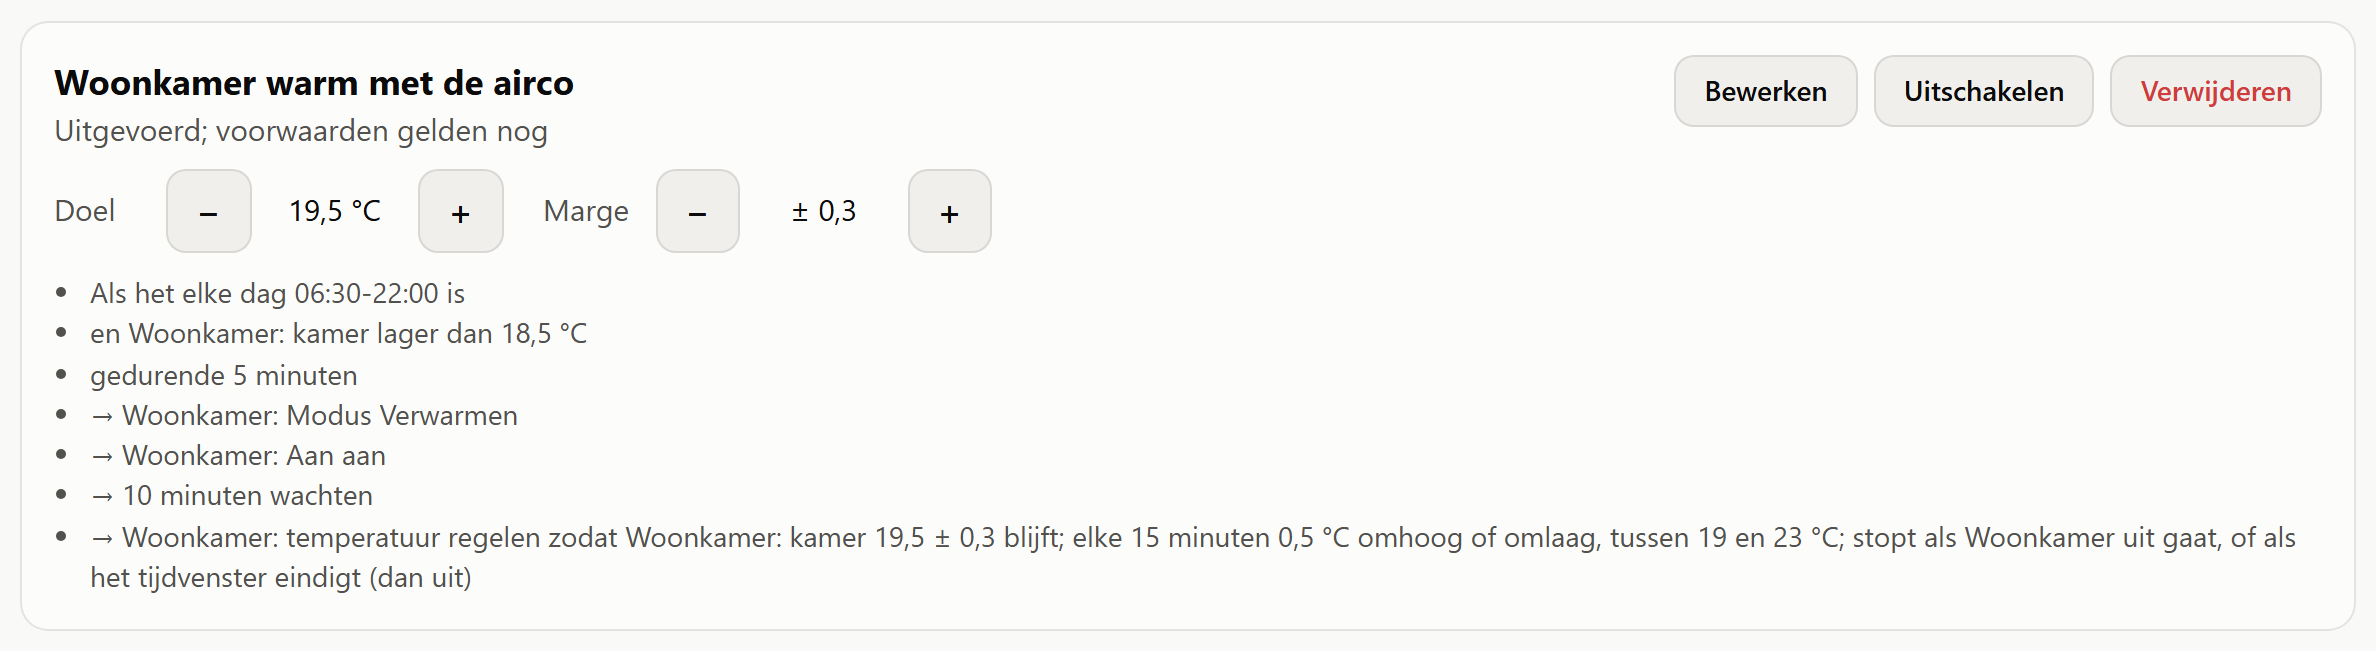 Woonkamer warm met de airco
Bewerken Uitschakelen Verwijderen
Uitgevoerd; voorwaarden gelden nog
Doel − 19,5 °C + Marge − ± 0,3 +
• Als het elke dag 06:30-22:00 is
• en Woonkamer: kamer lager dan 18,5 °C
• gedurende 5 minuten
• → Woonkamer: Modus Verwarmen
• → Woonkamer: Aan aan
• → 10 minuten wachten
• → Woonkamer: temperatuur regelen zodat Woonkamer: kamer 19,5 ± 0,3 blijft; elke 15 minuten 0,5 °C omhoog of omlaag, tussen 19 en 23 °C; stopt als Woonkamer uit gaat, of als
het tijdvenster eindigt (dan uit)